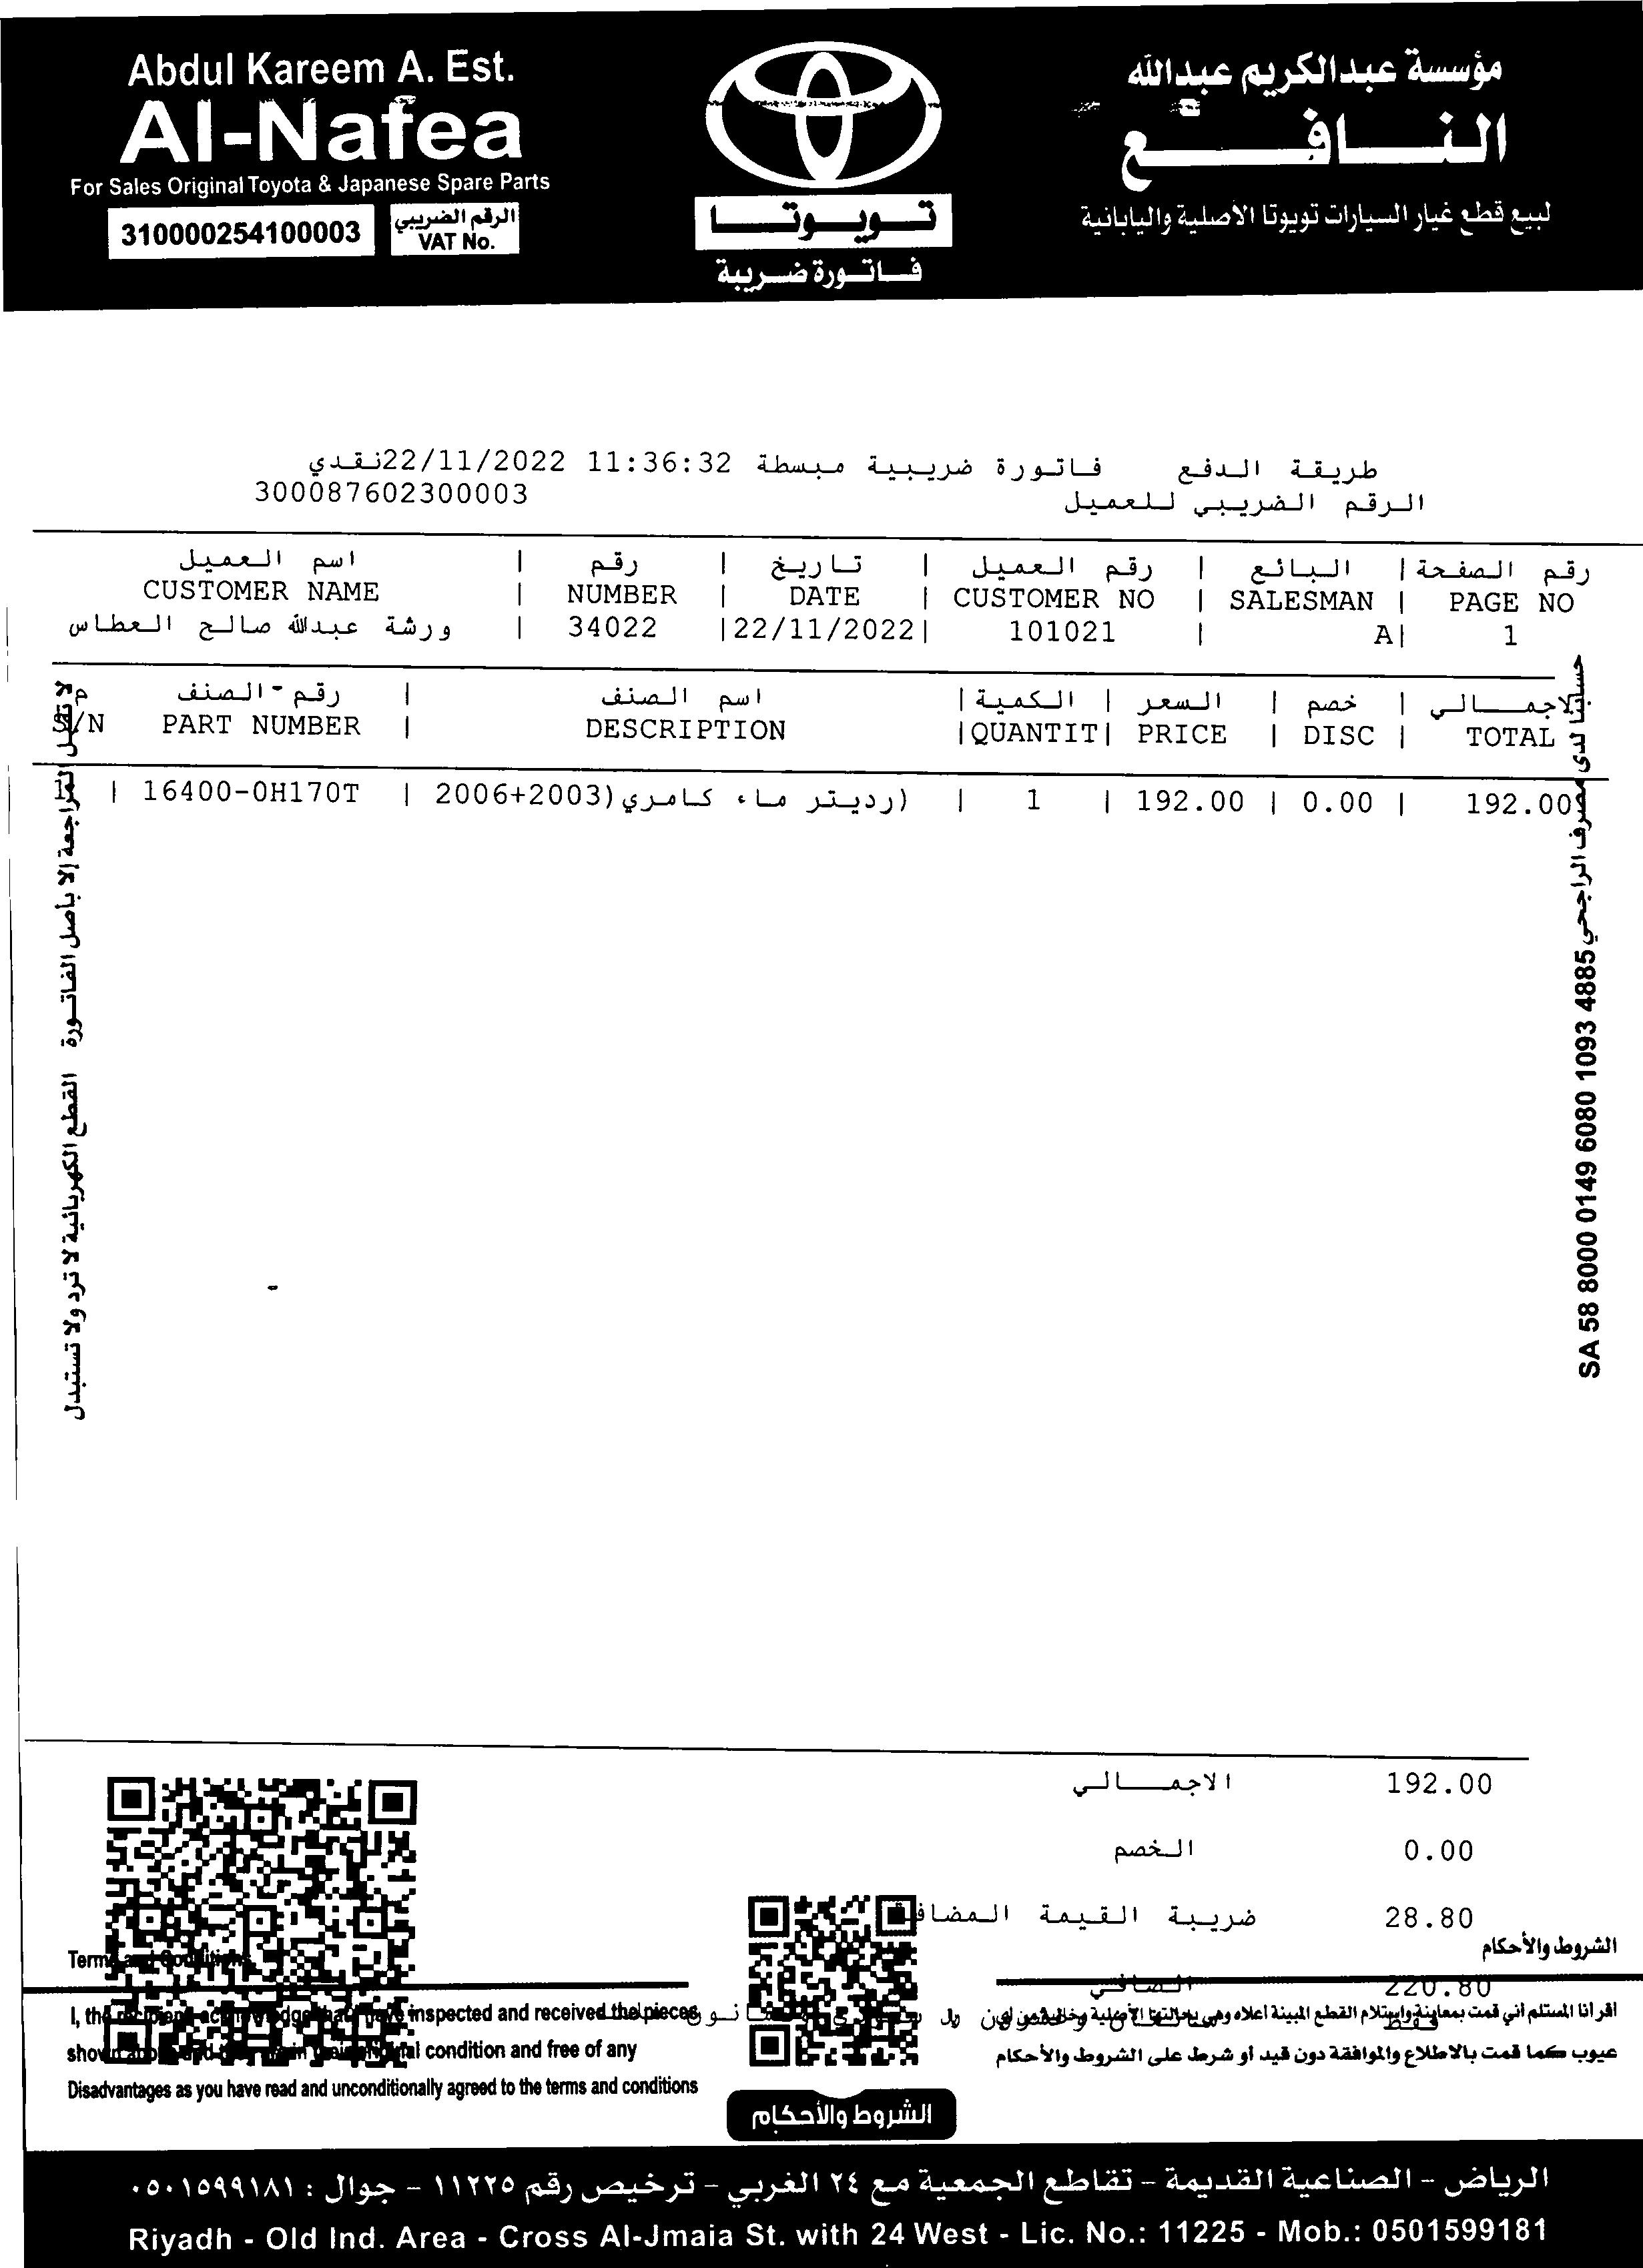 Abdul Kareem A. Est.
Al-Nafea
For Sales Original Toyota & Japanese Spare Parts
310000254100003
الرقم الضريبي
VAT No.
تويوتا
فاتورة ضريبة
مؤسسة عبدالكريم عبدالله
النافع
لبيع قطع غيار السيارات تويوتا الأصلية واليابانية
طريقة الدفع فاتورة ضريبية مبسطة 22/11/2022 11:36:32 نقدي
الرقم الضريبي للعميل 300087602300003
اسم العميل | رقم | تاريخ | رقم العميل | البائع | رقم الصفحة
CUSTOMER NAME | NUMBER | DATE | CUSTOMER NO | SALESMAN | PAGE NO
ورشة عبدالله صالح العطاس | 34022 | 22/11/2022 | 101021 | A | 1
م رقم-الصنف | اسم الصنف | الكمية | السعر | خصم | الاجمالي
S/N PART NUMBER | DESCRIPTION | QUANTIT | PRICE | DISC | TOTAL
1 | 16400-0H170T | رديتر ماء كامري(2003+2006) | 1 | 192.00 | 0.00 | 192.00
لا تقبل المراجعة إلا بأصل الفاتورة القطع الكهربائية لا ترد ولا تستبدل
حسابنا لدى مصرف الراجحي SA 58 8000 0149 6080 1093 4885
الاجمالي 192.00
الخصم 0.00
ضريبة القيمة المضافة 28.80
الصافي 220.80
فقط
الشروط والأحكام
اقر انا المستلم أني قمت بمعاينة واستلام القطع المبينة اعلاه وهي بحالتها الأصلية وخالية من اي
عيوب كما قمت بالاطلاع والموافقة دون قيد أو شرط على الشروط والأحكام
Terms and Conditions
I, the recipient acknowledge that I have inspected and received the pieces
shown above and they are in their original condition and free of any
Disadvantages as you have read and unconditionally agreed to the terms and conditions
الشروط والأحكام
الرياض - الصناعية القديمة - تقاطع الجمعية مع ٢٤ الغربي - ترخيص رقم ١١٢٢٥ - جوال : ٠٥٠١٥٩٩١٨١
Riyadh - Old Ind. Area - Cross Al-Jmaia St. with 24 West - Lic. No.: 11225 - Mob.: 0501599181